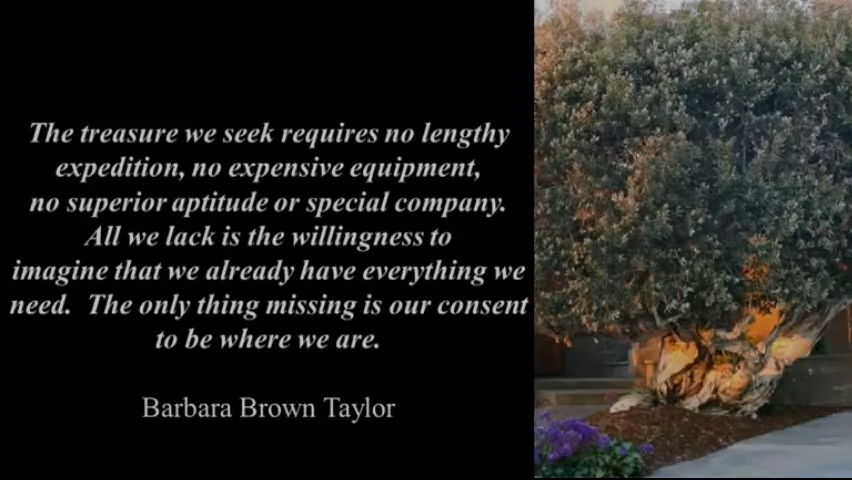 The treasure we seek requires no lengthy
expedition, no expensive equipment,
no superior aptitude or special company.
All we lack is the willingness to
imagine that we already have everything we
need.  The only thing missing is our consent
to be where we are.
Barbara Brown Taylor